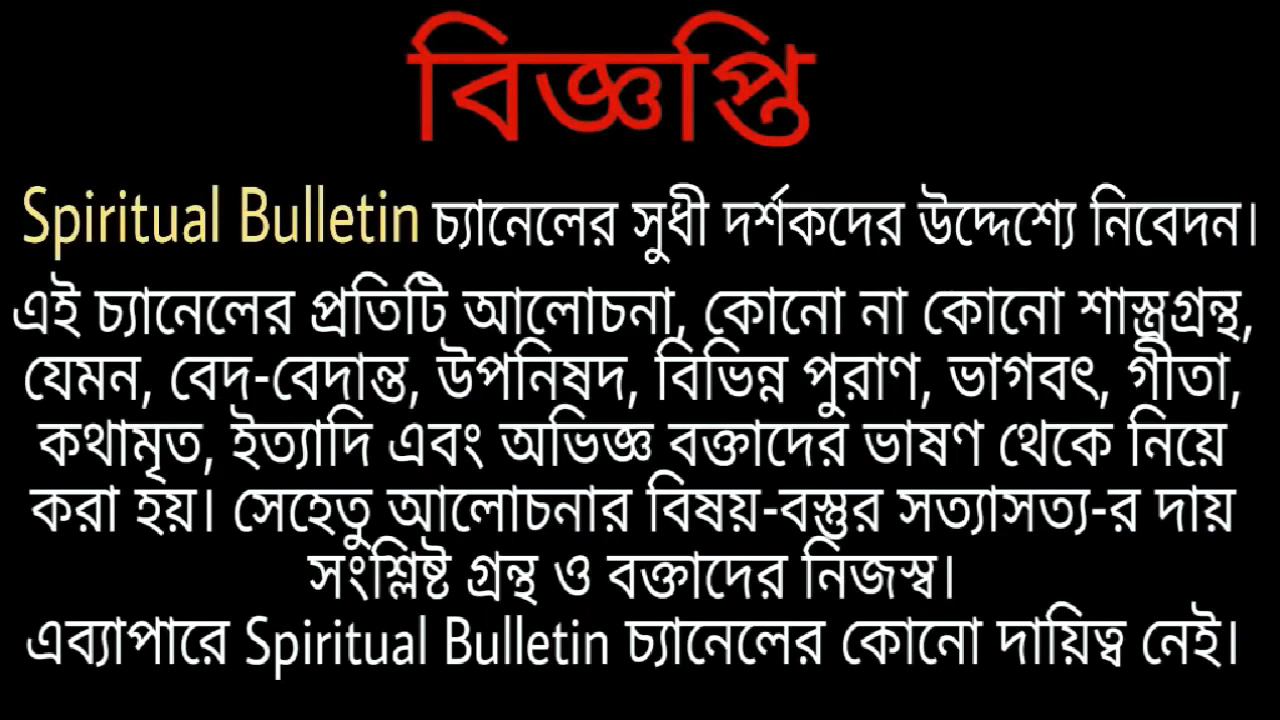 বিজ্ঞপ্তি
Spiritual Bulletin চ্যানেলের সুধী দর্শকদের উদ্দেশ্যে নিবেদন।
এই চ্যানেলের প্রতিটি আলোচনা, কোনো না কোনো শাস্ত্রগ্রন্থ,
যেমন, বেদ-বেদান্ত, উপনিষদ, বিভিন্ন পুরাণ, ভাগবৎ, গীতা,
কথামৃত, ইত্যাদি এবং অভিজ্ঞ বক্তাদের ভাষণ থেকে নিয়ে
করা হয়। সেহেতু আলোচনার বিষয়-বস্তুর সত্যাসত্য-র দায়
সংশ্লিষ্ট গ্রন্থ ও বক্তাদের নিজস্ব।
এব্যাপারে Spiritual Bulletin চ্যানেলের কোনো দায়িত্ব নেই।